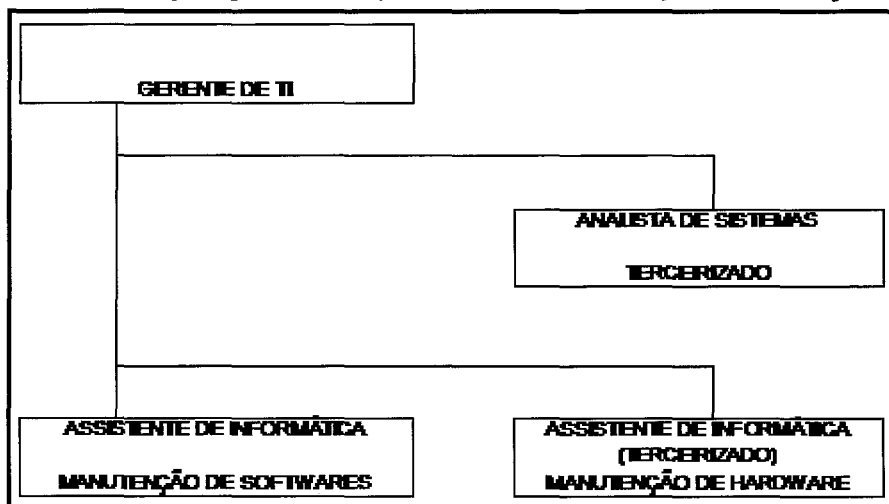 GERENTE DE TI
ANALISTA DE SISTEMAS
TERCEIRIZADO
ASSISTENTE DE INFORMÁTICA
MANUTENÇÃO DE SOFTWARES
ASSISTENTE DE INFORMÁTICA
(TERCEIRIZADO)
MANUTENÇÃO DE HARDWARE